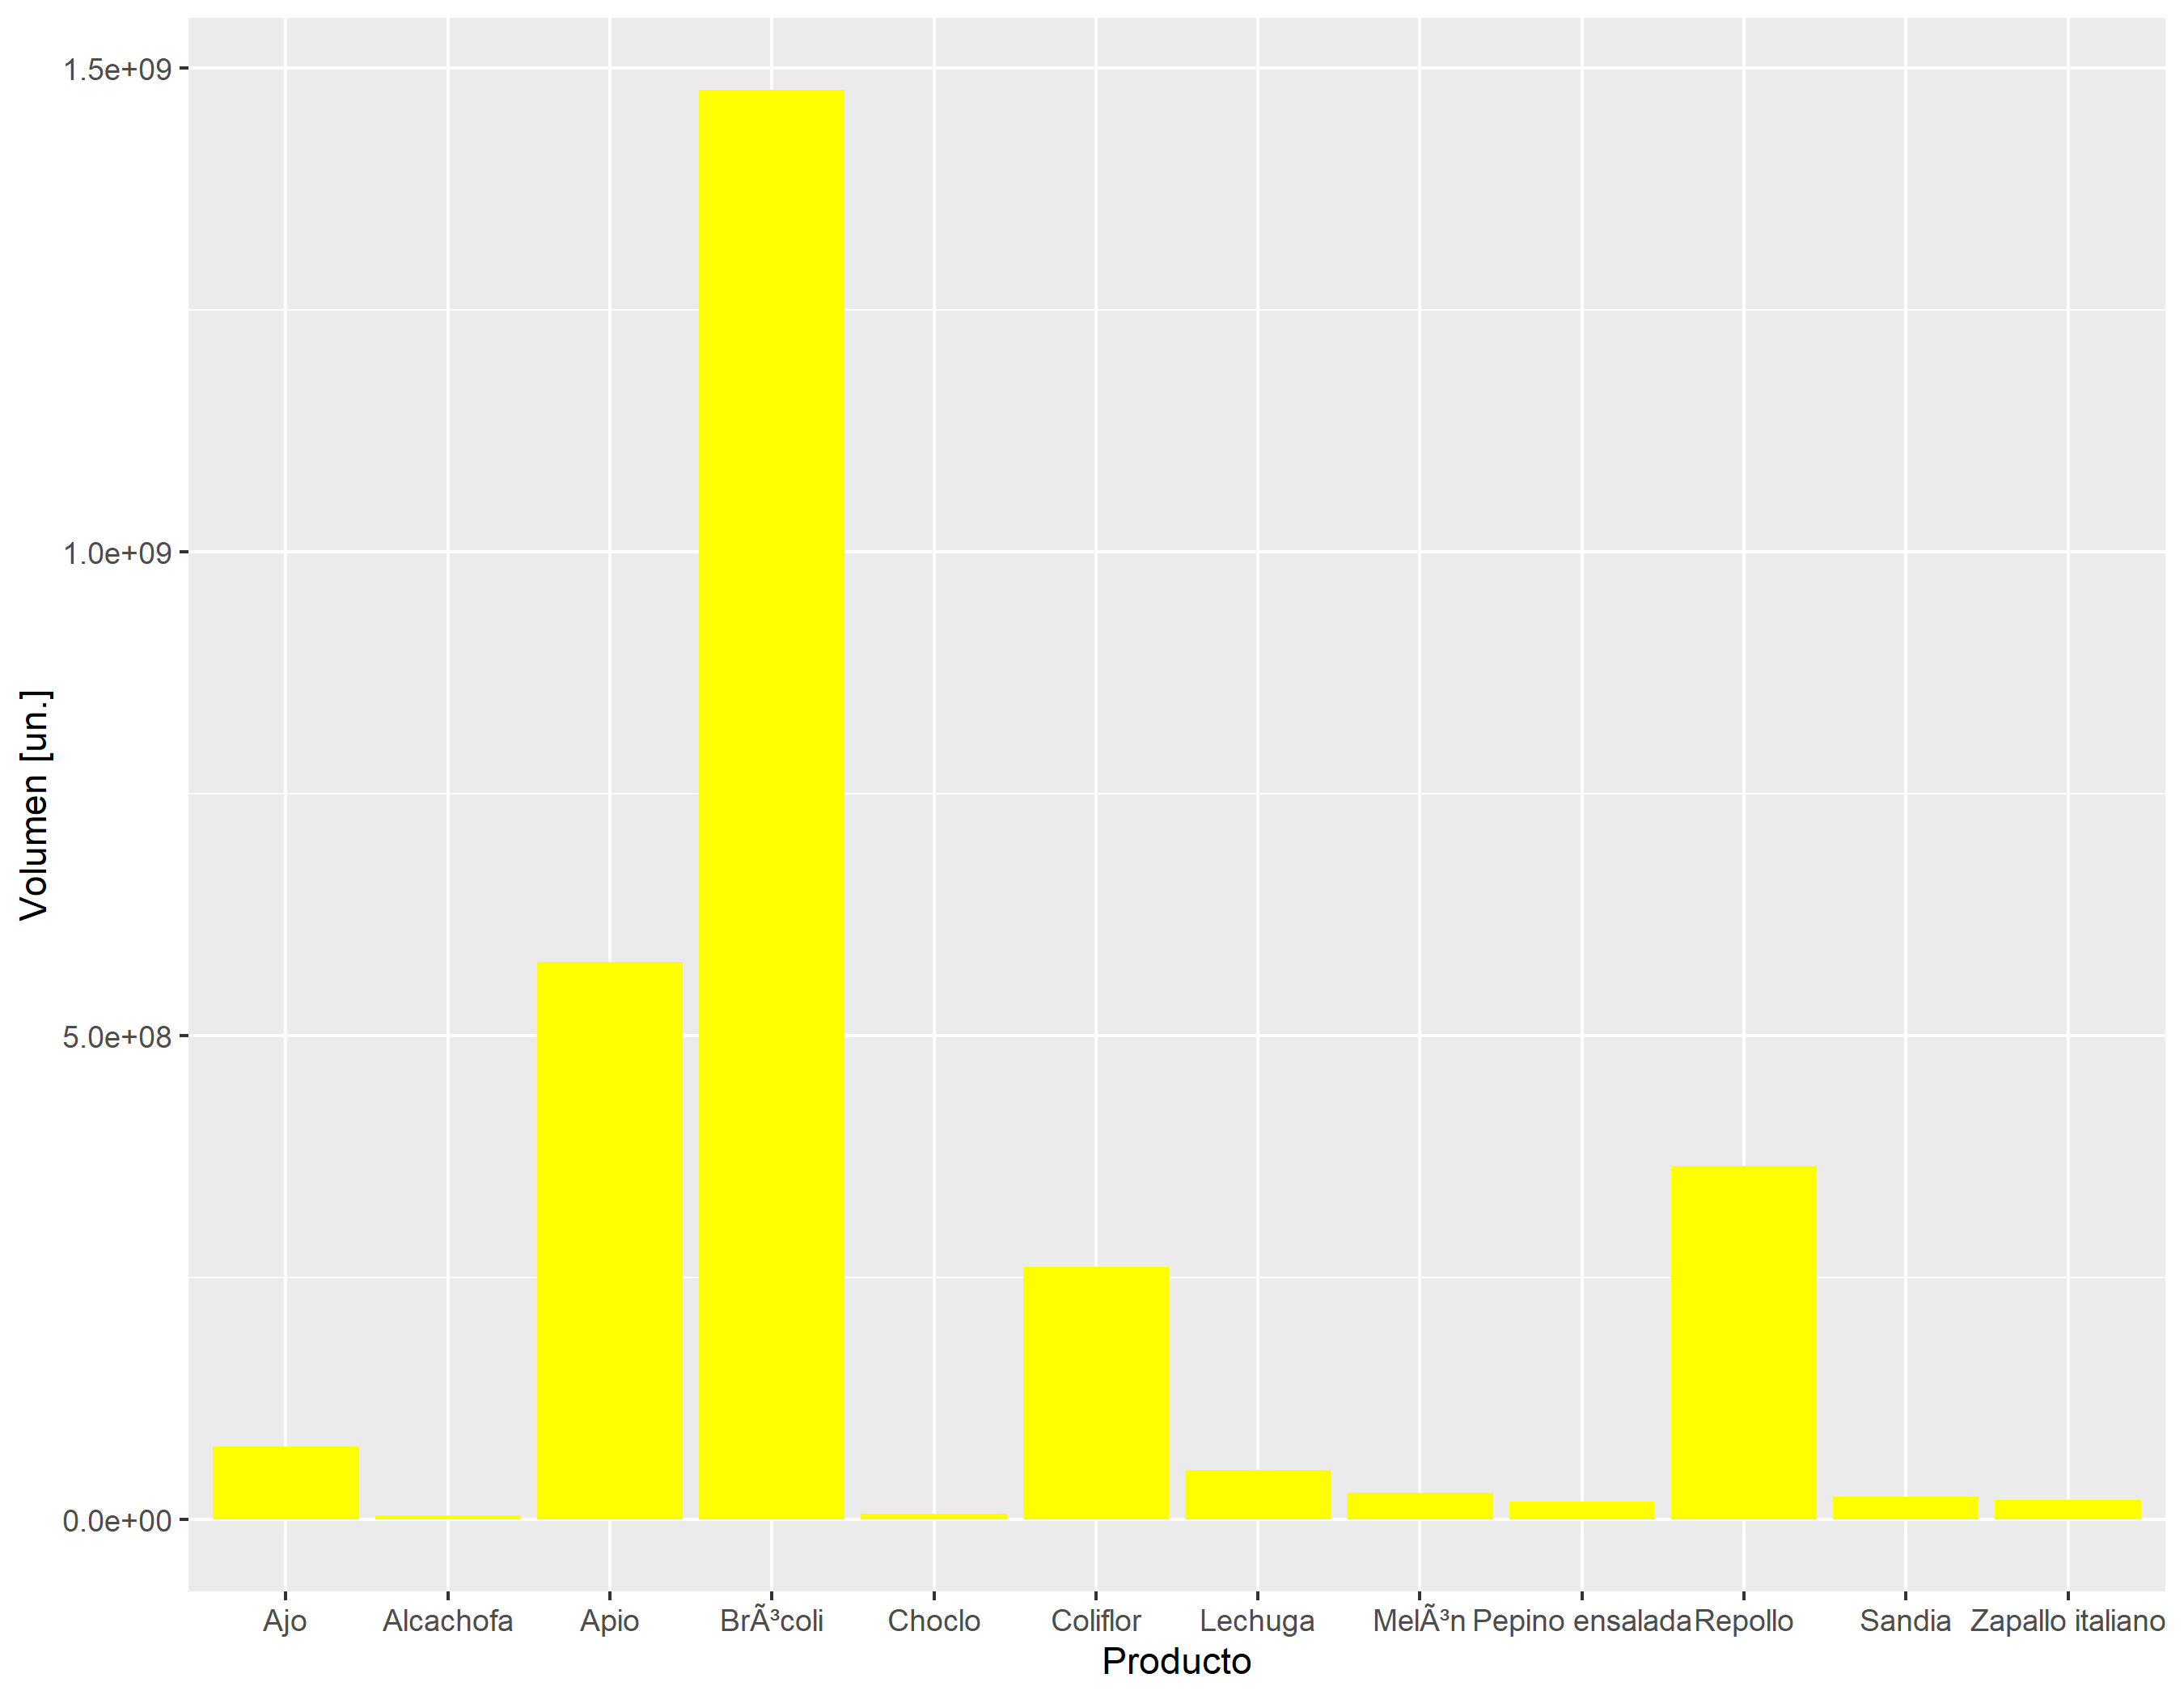 Volumen [un.]
1.5e+09
1.0e+09
5.0e+08
0.0e+00
Ajo
Alcachofa
Apio
BrÃ³coli
Choclo
Coliflor
Lechuga
MelÃ³n
Pepino ensalada
Repollo
Sandia
Zapallo italiano
Producto